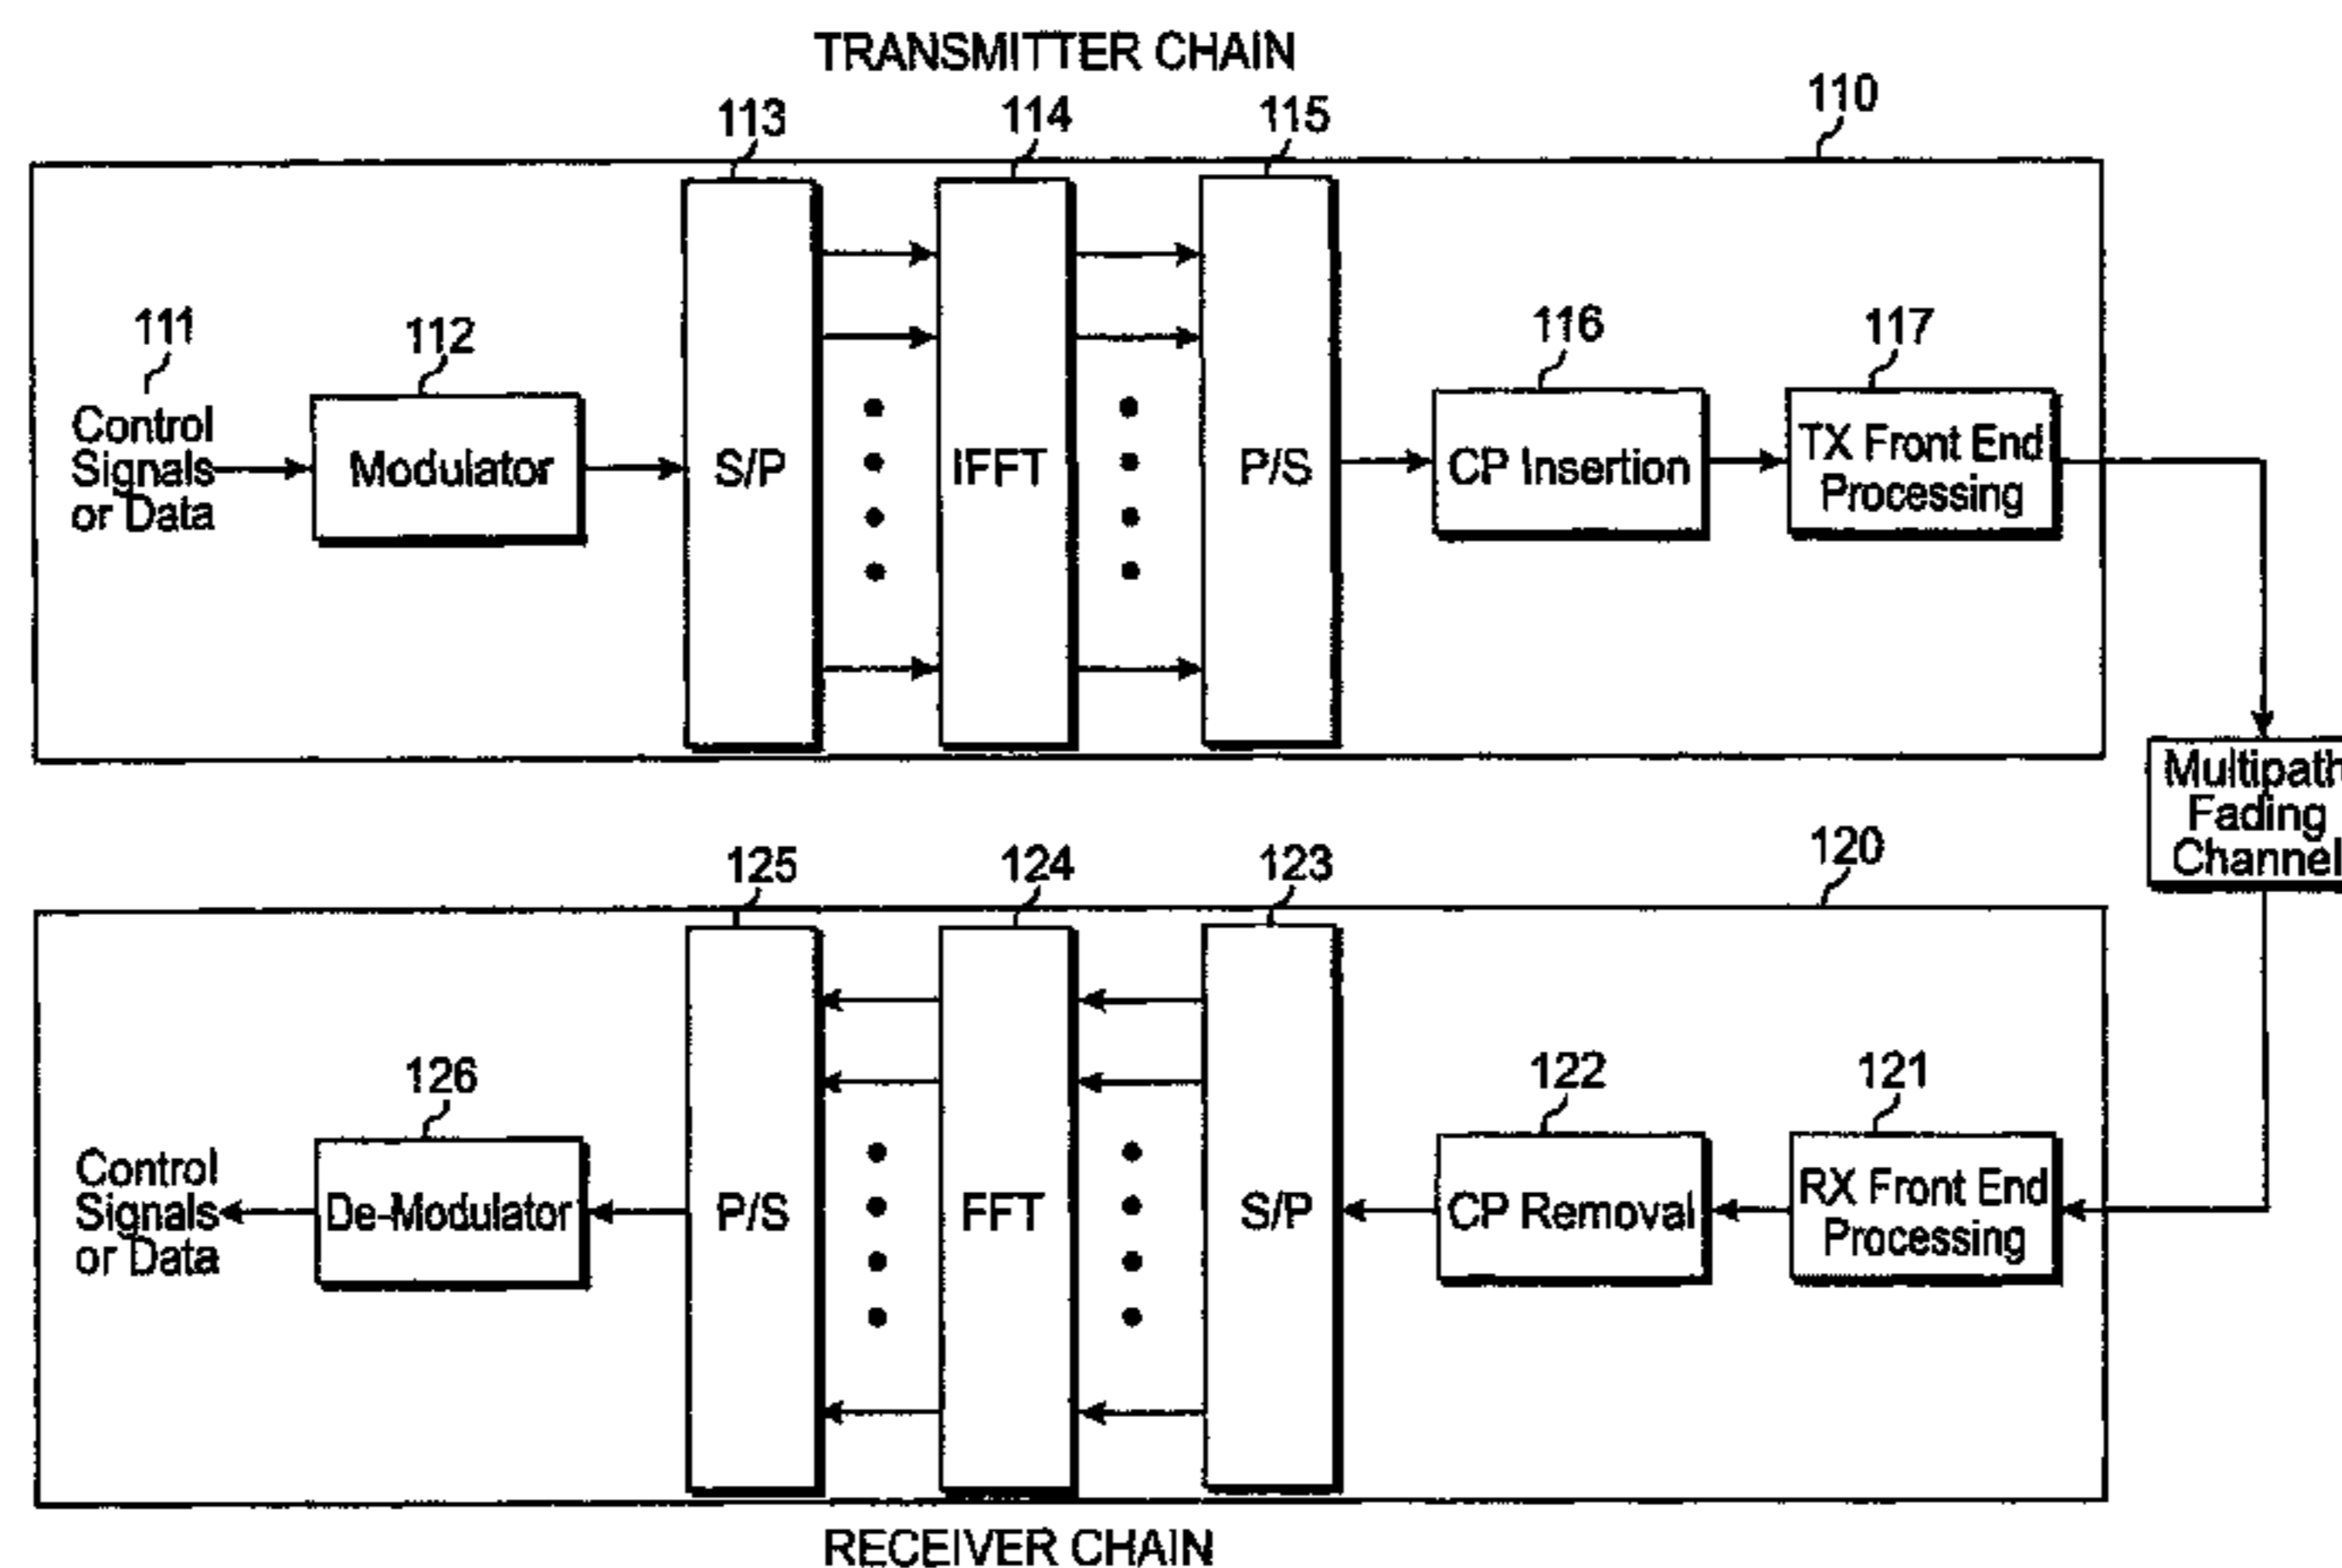 TRANSMITTER CHAIN
110
113
114
115
111
112
116
117
Control
Signals
or Data
Modulator
S/P
IFFT
P/S
CP Insertion
TX Front End
Processing
Multipath
Fading
Channel
120
125
124
123
126
122
121
Control
Signals
or Data
De-Modulator
P/S
FFT
S/P
CP Removal
RX Front End
Processing
RECEIVER CHAIN